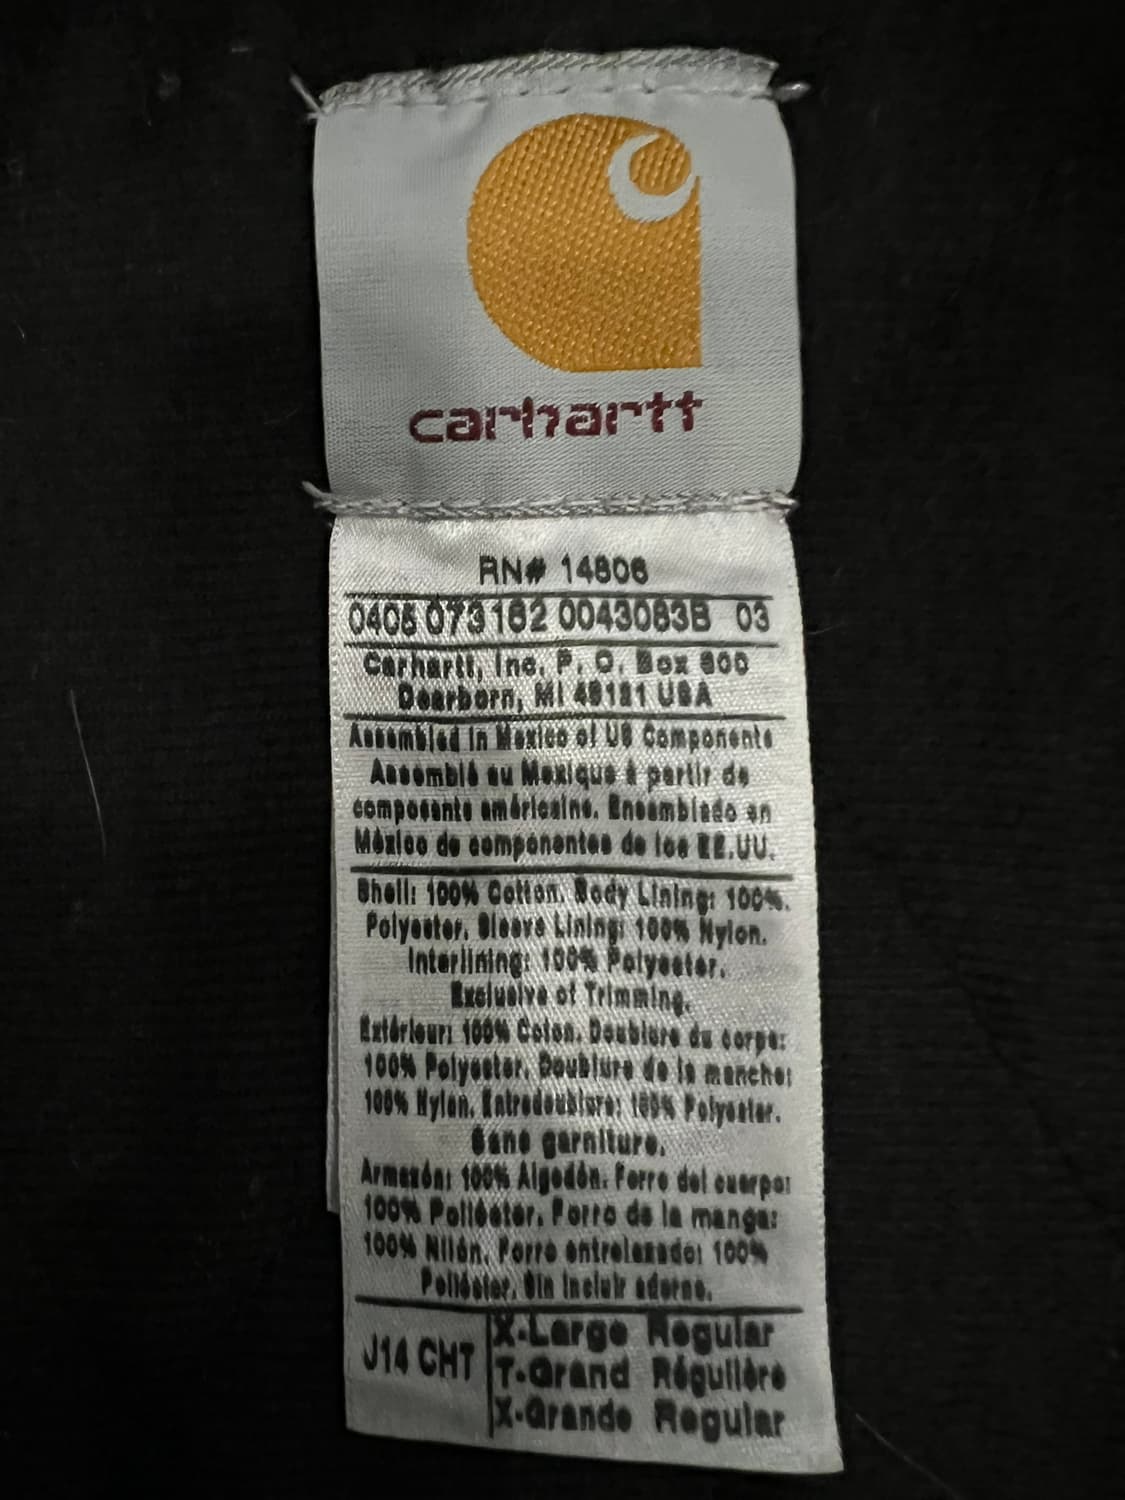 carhartt
RN# 14806
0405 073162 0043083B 03
Carhartt, Inc. P. O. Box 600
Dearborn, MI 48121 USA
Assembled in Mexico of US Components
Assemblé au Mexique à partir de
composants américains. Ensamblado en
México de componentes de los EE.UU.
Shell: 100% Cotton. Body Lining: 100%.
Polyester. Sleeve Lining: 100% Nylon.
Interlining: 100% Polyester.
Exclusive of Trimming.
Extérieur: 100% Coton. Doublure du corps:
100% Polyester. Doublure de la manche:
100% Nylon. Entredoublure: 100% Polyester.
Sans garniture.
Armazón: 100% Algodón. Forro del cuerpo:
100% Poliéster. Forro de la manga:
100% Nilón. Forro entrelazado: 100%
Poliéster. Sin incluir adorno.
J14 CHT
X-Large Regular
T-Grand Régulière
X-Grande Regular